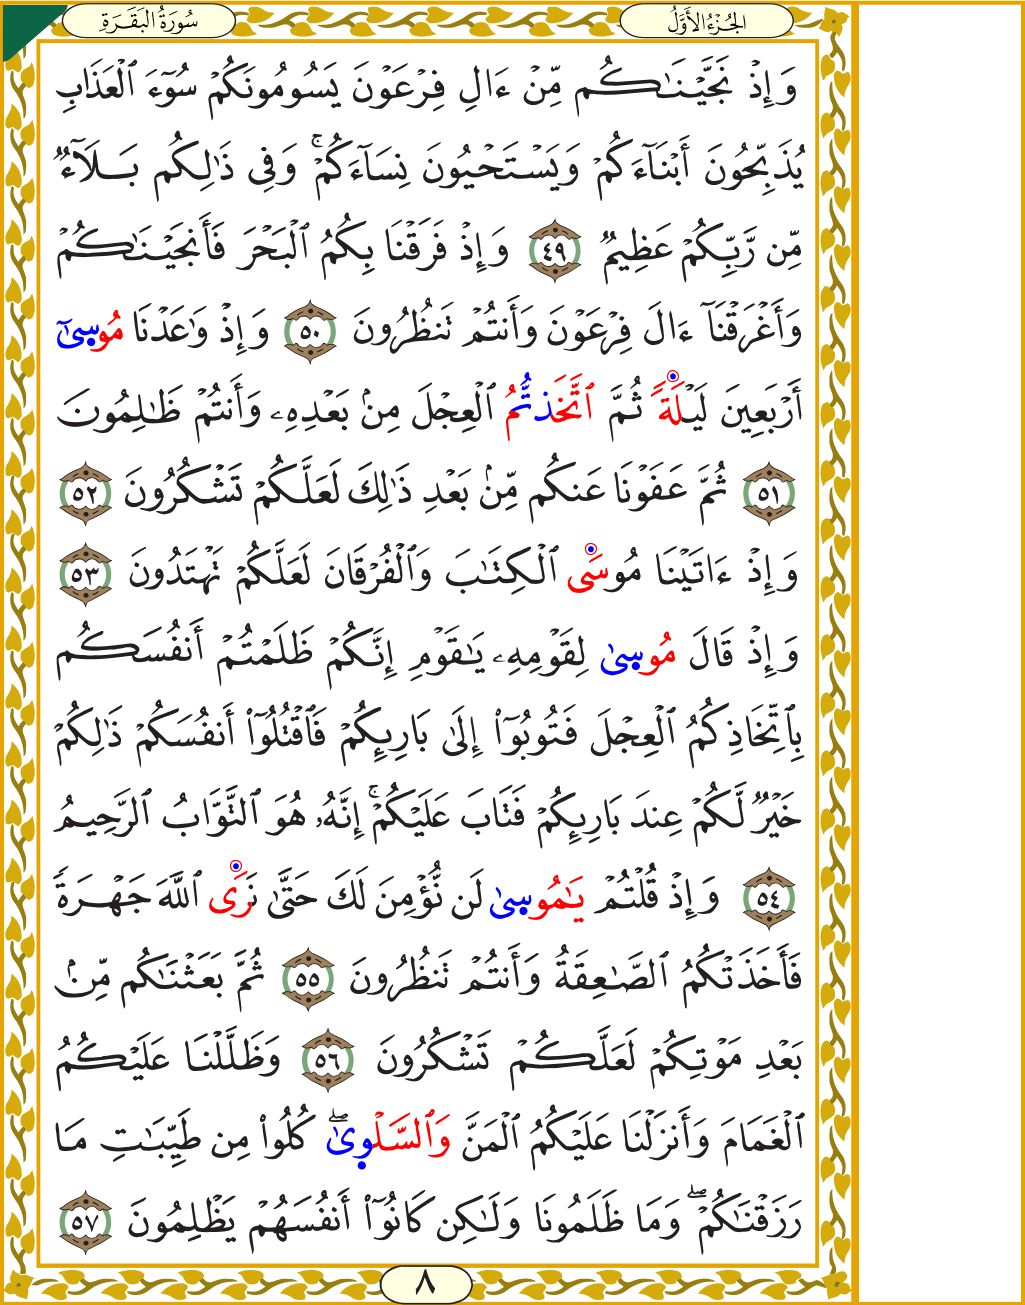 الجُزْءُ الأَوَّلُ
سُورَةُ البَقَرَةِ
وَإِذْ نَجَّيْنَٰكُم مِّنْ ءَالِ فِرْعَوْنَ يَسُومُونَكُمْ سُوٓءَ ٱلْعَذَابِ
يُذَبِّحُونَ أَبْنَآءَكُمْ وَيَسْتَحْيُونَ نِسَآءَكُمْ ۚ وَفِى ذَٰلِكُم بَلَآءٌ
مِّن رَّبِّكُمْ عَظِيمٌ ٤٩ وَإِذْ فَرَقْنَا بِكُمُ ٱلْبَحْرَ فَأَنجَيْنَٰكُمْ
وَأَغْرَقْنَآ ءَالَ فِرْعَوْنَ وَأَنتُمْ تَنظُرُونَ ٥٠ وَإِذْ وَٰعَدْنَا مُوسِىٰٓ
أَرْبَعِينَ لَيْلَةً ثُمَّ ٱتَّخَذتُّمُ ٱلْعِجْلَ مِنۢ بَعْدِهِۦ وَأَنتُمْ ظَٰلِمُونَ
٥١ ثُمَّ عَفَوْنَا عَنكُم مِّنۢ بَعْدِ ذَٰلِكَ لَعَلَّكُمْ تَشْكُرُونَ ٥٢
وَإِذْ ءَاتَيْنَا مُوسَى ٱلْكِتَٰبَ وَٱلْفُرْقَانَ لَعَلَّكُمْ تَهْتَدُونَ ٥٣
وَإِذْ قَالَ مُوسِىٰ لِقَوْمِهِۦ يَٰقَوْمِ إِنَّكُمْ ظَلَمْتُمْ أَنفُسَكُم
بِٱتِّخَاذِكُمُ ٱلْعِجْلَ فَتُوبُوٓا۟ إِلَىٰ بَارِئِكُمْ فَٱقْتُلُوٓا۟ أَنفُسَكُمْ ذَٰلِكُمْ
خَيْرٌ لَّكُمْ عِندَ بَارِئِكُمْ فَتَابَ عَلَيْكُمْ ۚ إِنَّهُۥ هُوَ ٱلتَّوَّابُ ٱلرَّحِيمُ
٥٤ وَإِذْ قُلْتُمْ يَٰمُوسِىٰ لَن نُّؤْمِنَ لَكَ حَتَّىٰ نَرَى ٱللَّهَ جَهْرَةً
فَأَخَذَتْكُمُ ٱلصَّٰعِقَةُ وَأَنتُمْ تَنظُرُونَ ٥٥ ثُمَّ بَعَثْنَٰكُم مِّنۢ
بَعْدِ مَوْتِكُمْ لَعَلَّكُمْ تَشْكُرُونَ ٥٦ وَظَلَّلْنَا عَلَيْكُمُ
ٱلْغَمَامَ وَأَنزَلْنَا عَلَيْكُمُ ٱلْمَنَّ وَٱلسَّلْوِىٰ ۖ كُلُوا۟ مِن طَيِّبَٰتِ مَا
رَزَقْنَٰكُمْ ۖ وَمَا ظَلَمُونَا وَلَٰكِن كَانُوٓا۟ أَنفُسَهُمْ يَظْلِمُونَ ٥٧
٨